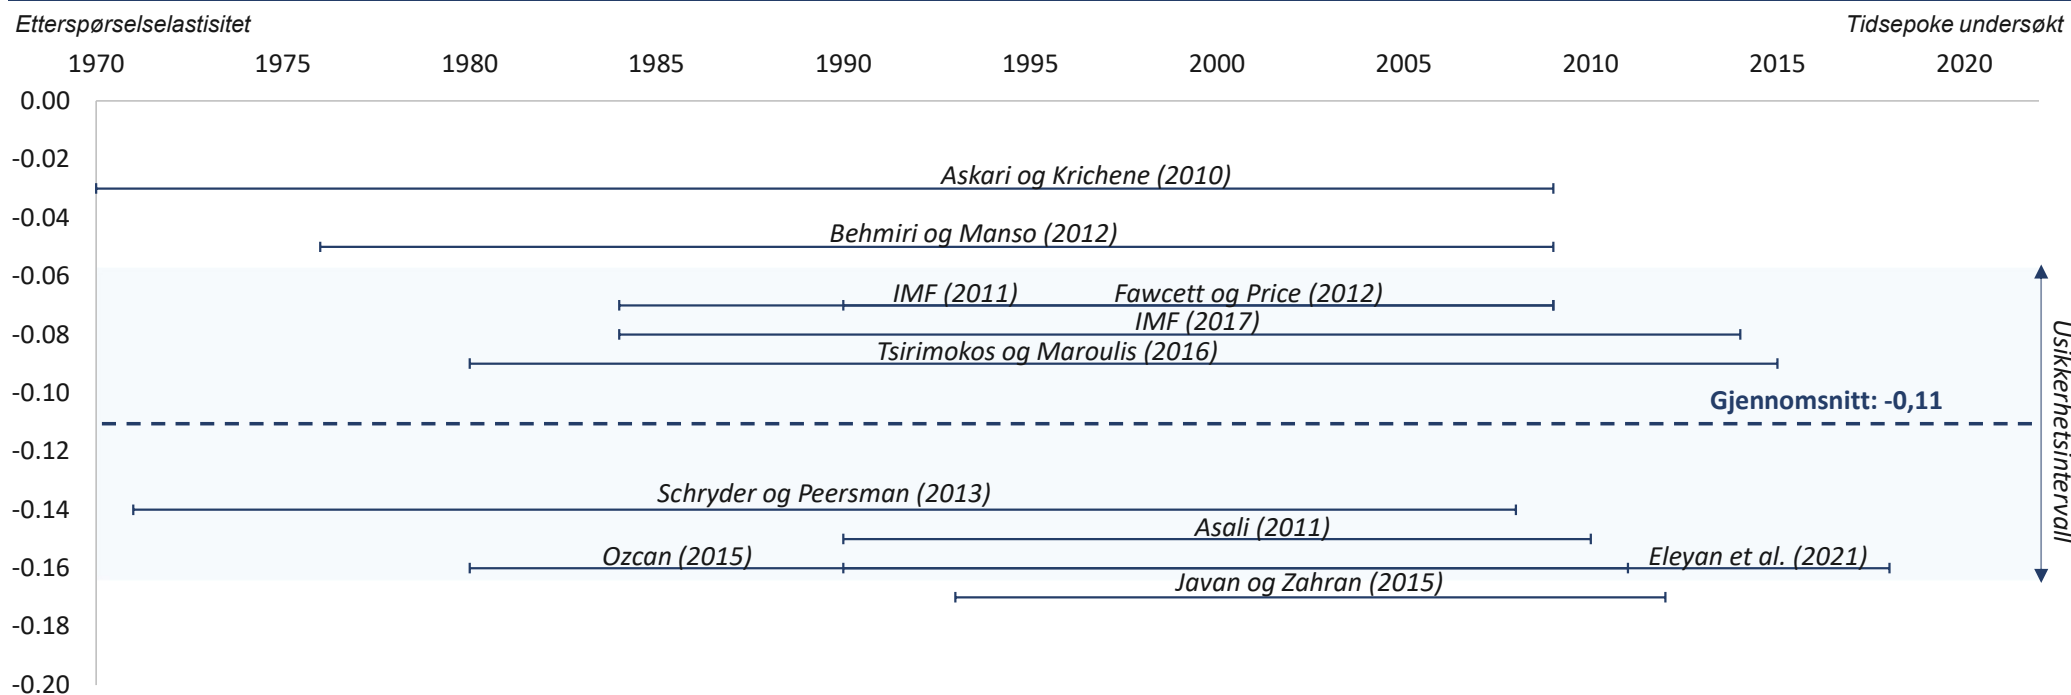 Etterspørselselastisitet
Tidsepoke undersøkt
1970 1975 1980 1985 1990 1995 2000 2005 2010 2015 2020
0.00
-0.02
Askari og Krichene (2010)
-0.04
Behmiri og Manso (2012)
-0.06
IMF (2011) Fawcett og Price (2012)
IMF (2017)
-0.08
Tsirimokos og Maroulis (2016)
-0.10
Gjennomsnitt: -0,11
-0.12
Usikkerhetsintervall
Schryder og Peersman (2013)
-0.14
Asali (2011)
Ozcan (2015) Eleyan et al. (2021)
-0.16
Javan og Zahran (2015)
-0.18
-0.20